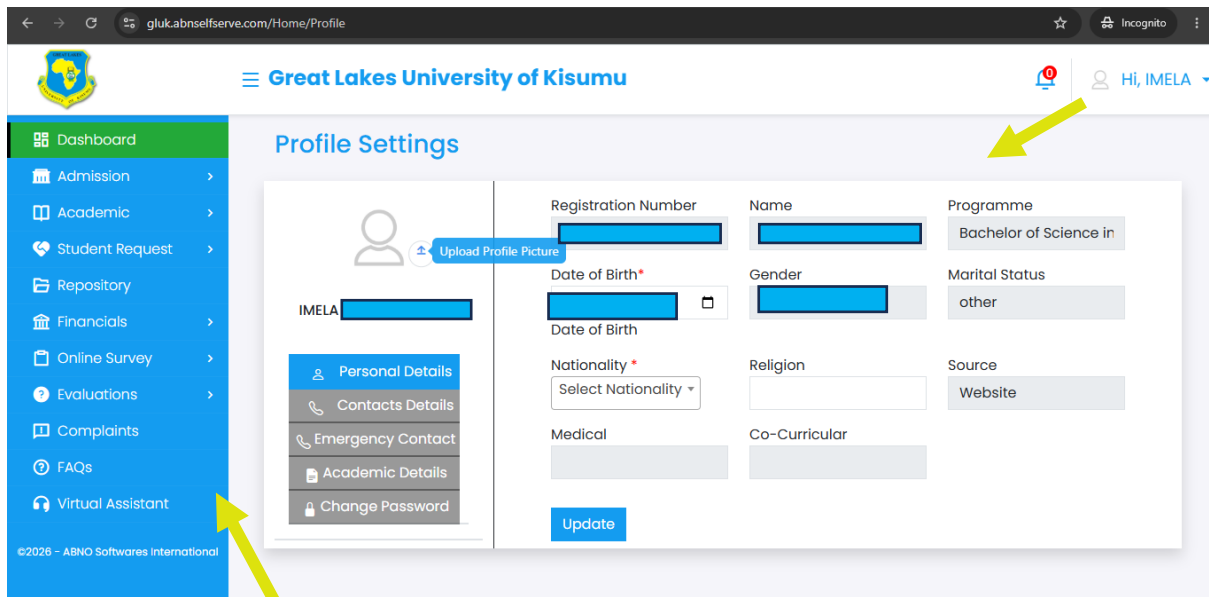 gluk.abnselfserve.com/Home/Profile
Incognito
Great Lakes University of Kisumu
0
Hi, IMELA
Dashboard
Admission
Academic
Student Request
Repository
Financials
Online Survey
Evaluations
Complaints
FAQs
Virtual Assistant
©2026 - ABNO Softwares International
Profile Settings
Upload Profile Picture
IMELA
Personal Details
Contacts Details
Emergency Contact
Academic Details
Change Password
Registration Number Name Programme
Bachelor of Science in
Date of Birth* Gender Marital Status
other
Date of Birth
Nationality * Religion Source
Select Nationality Website
Medical Co-Curricular
Update